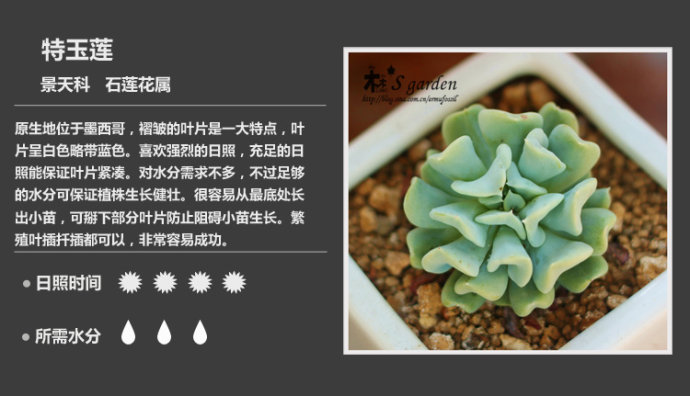 特玉莲
景天科 石莲花属
原生地位于墨西哥，褶皱的叶片是一大特点，叶
片呈白色略带蓝色。喜欢强烈的日照，充足的日
照能保证叶片紧凑。对水分需求不多，不过足够
的水分可保证植株生长健壮。很容易从最底处长
出小苗，可掰下部分叶片防止阻碍小苗生长。繁
殖叶插扦插都可以，非常容易成功。
日照时间
所需水分
's garden